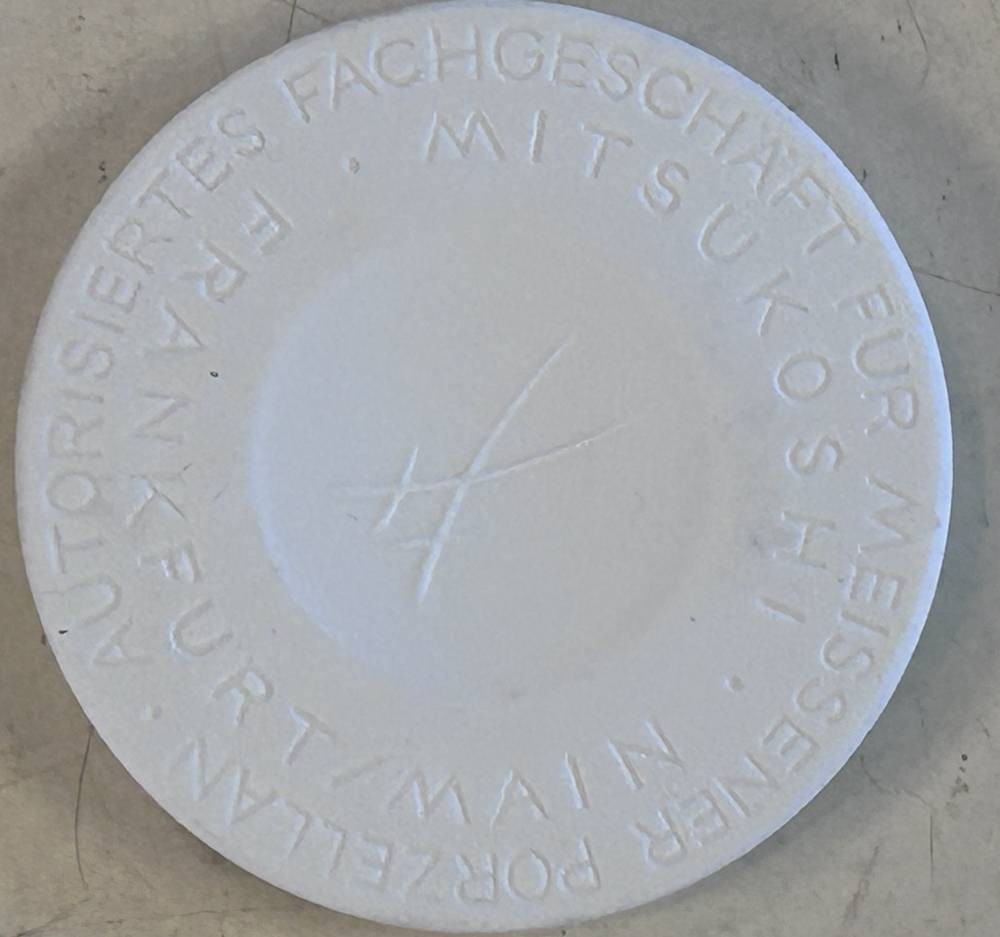 AUTORISIERTES FACHGESCHÄFT FÜR MEISSENER PORZELLAN ·
MITSUKOSHI ·
FRANKFURT/MAIN ·